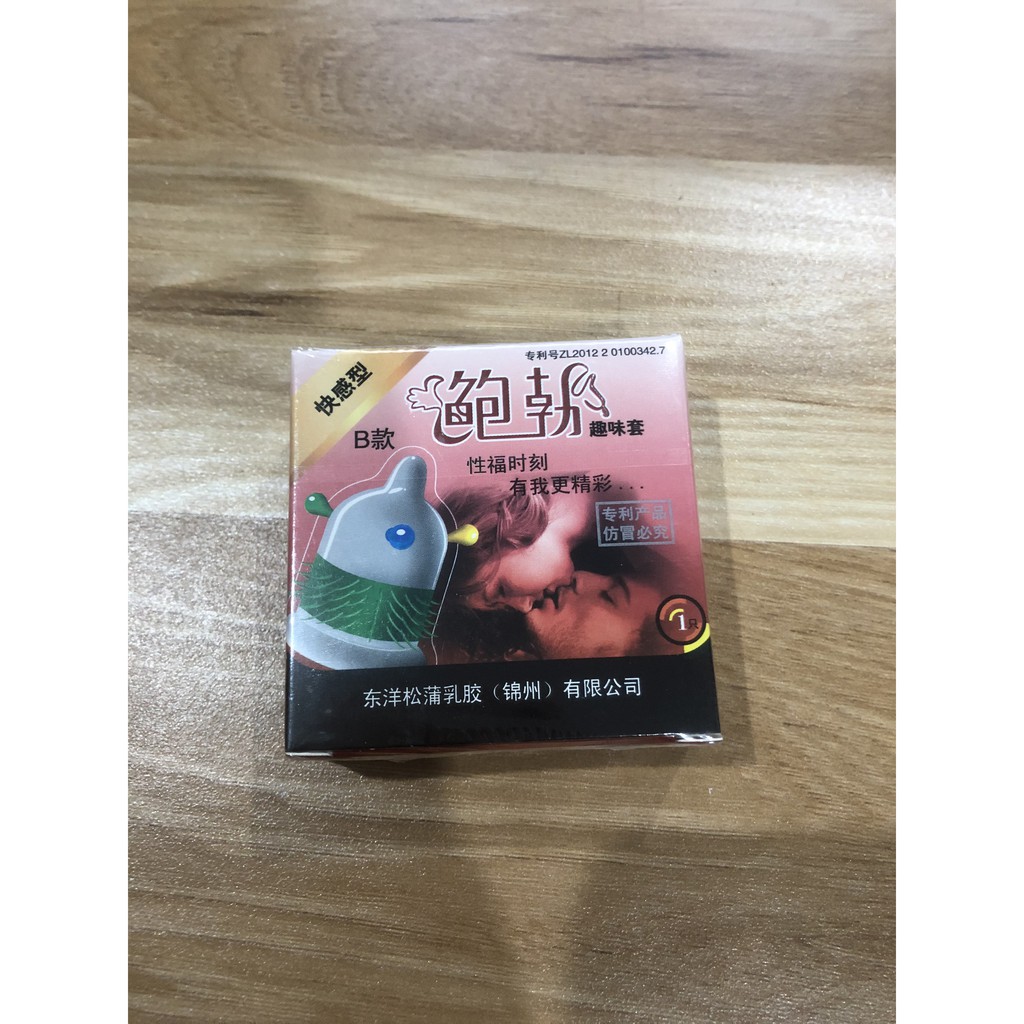 专利号ZL2012 2 0100342.7
快感型
鲍勃
趣味套
B款
性福时刻
有我更精彩...
专利产品
仿冒必究
1只
东洋松蒲乳胶（锦州）有限公司